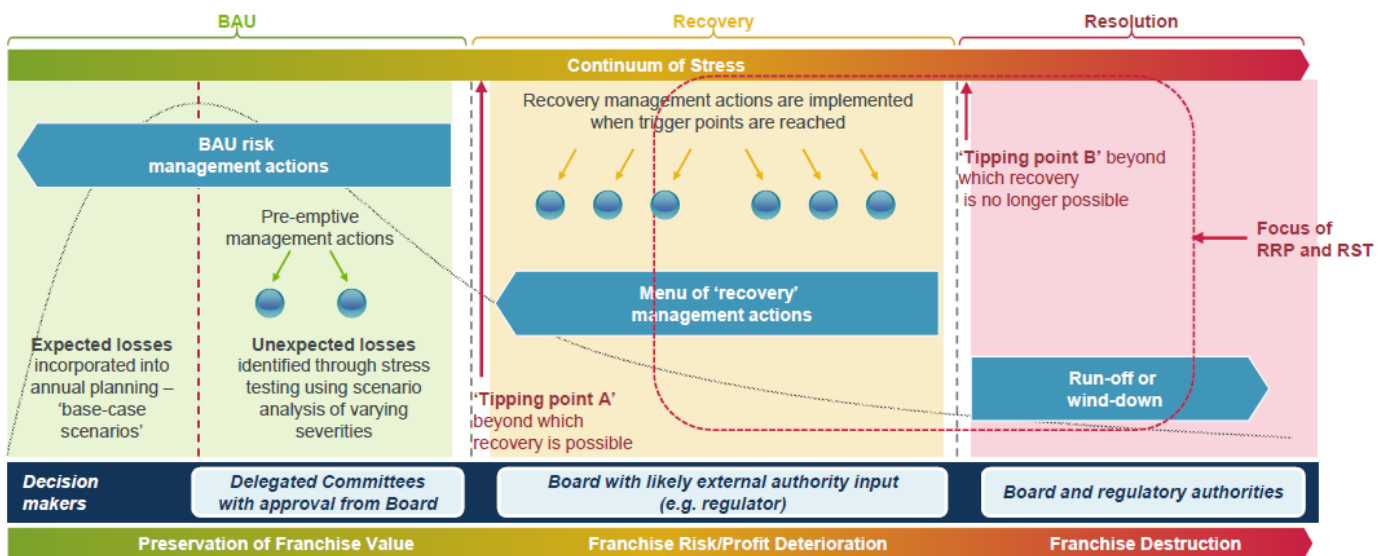 BAU
Recovery
Resolution
Continuum of Stress
BAU risk
management actions
Pre-emptive
management actions
Expected losses
incorporated into
annual planning –
‘base-case
scenarios’
Unexpected losses
identified through stress
testing using scenario
analysis of varying
severities
Recovery management actions are implemented
when trigger points are reached
Menu of ‘recovery’
management actions
‘Tipping point A’
beyond which
recovery is possible
‘Tipping point B’ beyond
which recovery
is no longer possible
Focus of
RRP and RST
Run-off or
wind-down
Decision
makers
Delegated Committees
with approval from Board
Board with likely external authority input
(e.g. regulator)
Board and regulatory authorities
Preservation of Franchise Value
Franchise Risk/Profit Deterioration
Franchise Destruction